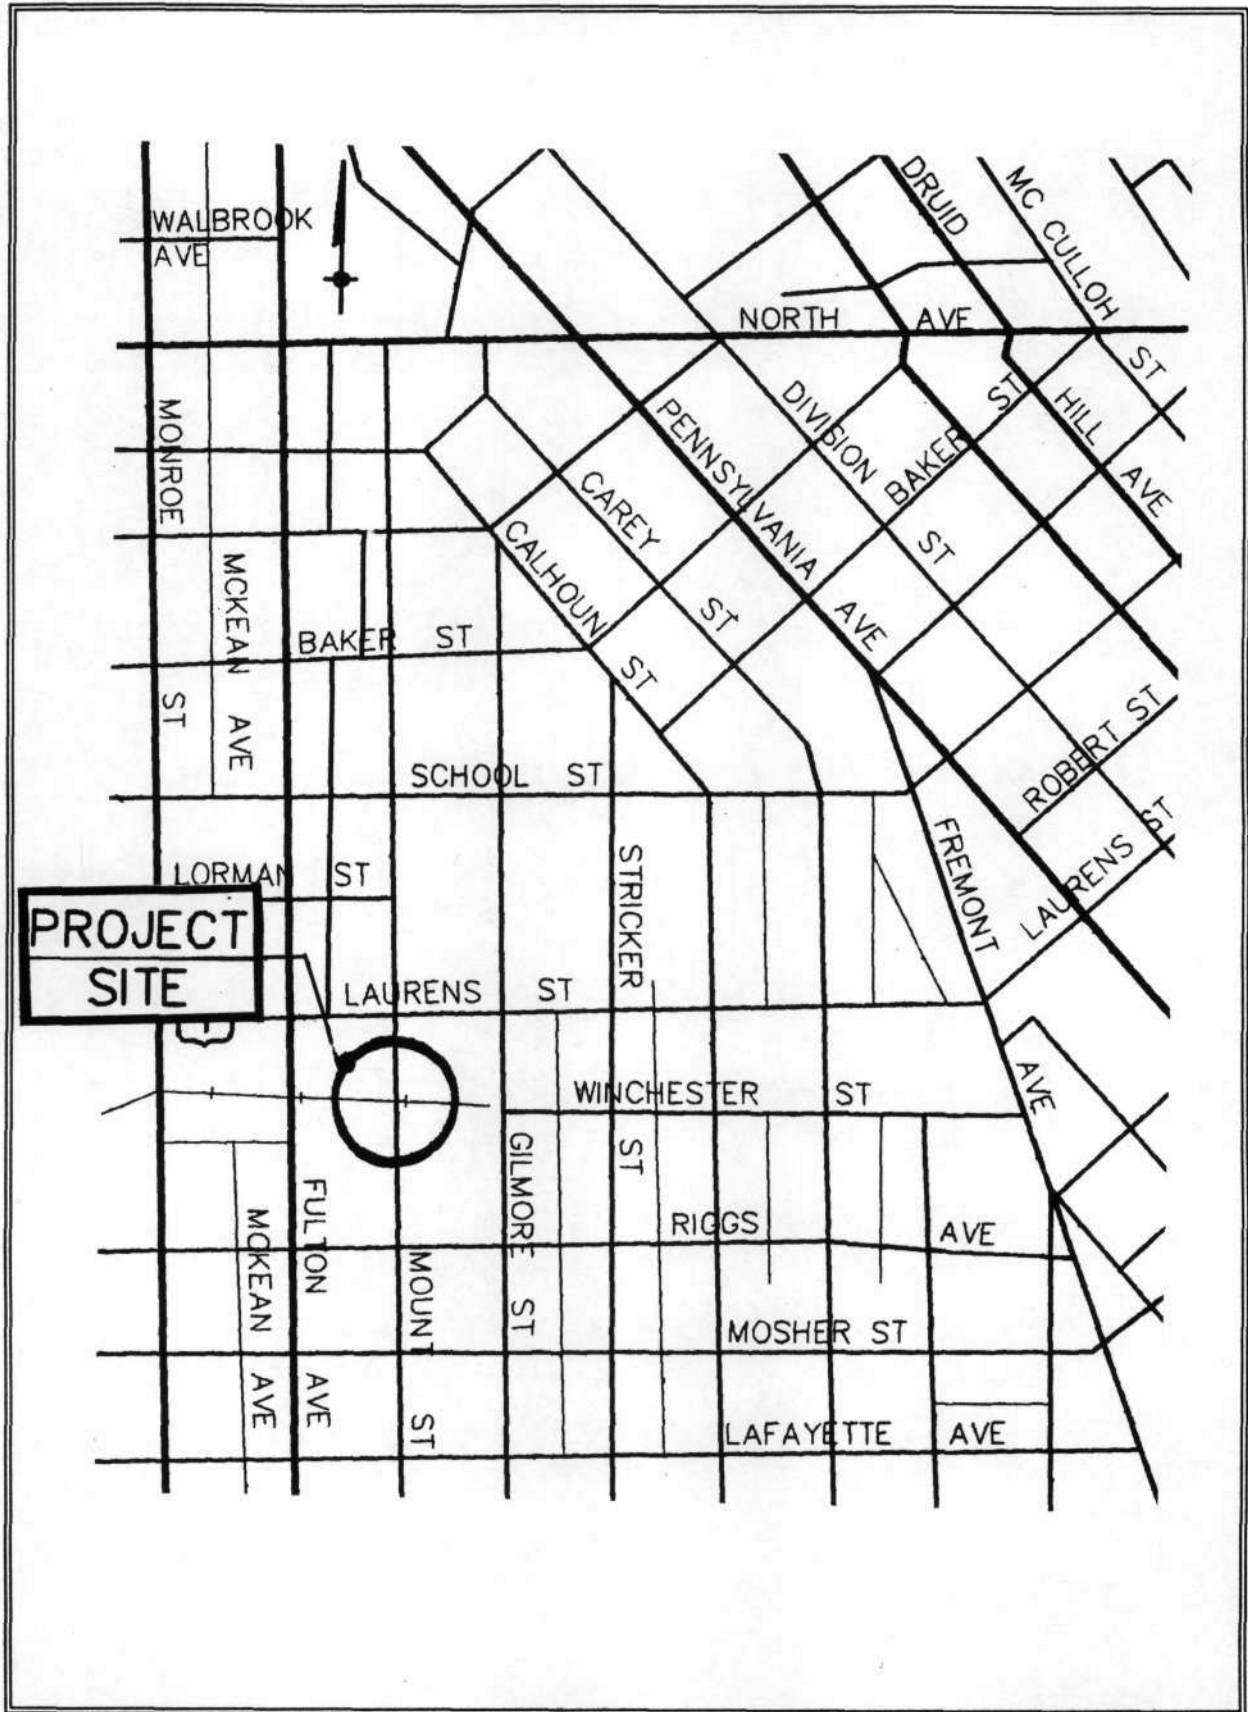 WALBROOK
AVE
DRUID
MC CULLOH
NORTH AVE
ST
MONROE
PENNSYLVANIA
DIVISION
BAKER
ST
HILL
AVE
CAREY
ST
CALHOUN
ST
MCKEAN
AVE
BAKER ST
ST
ST
AVE
SCHOOL ST
ROBERT ST
LORMAN ST
STRICKER
FREMONT
LAURENS ST
PROJECT
SITE
LAURENS ST
WINCHESTER ST
AVE
ST
GILMORE
ST
FULTON
AVE
MCKEAN
AVE
RIGGS AVE
MOUNT
ST
MOSHER ST
LAFAYETTE AVE